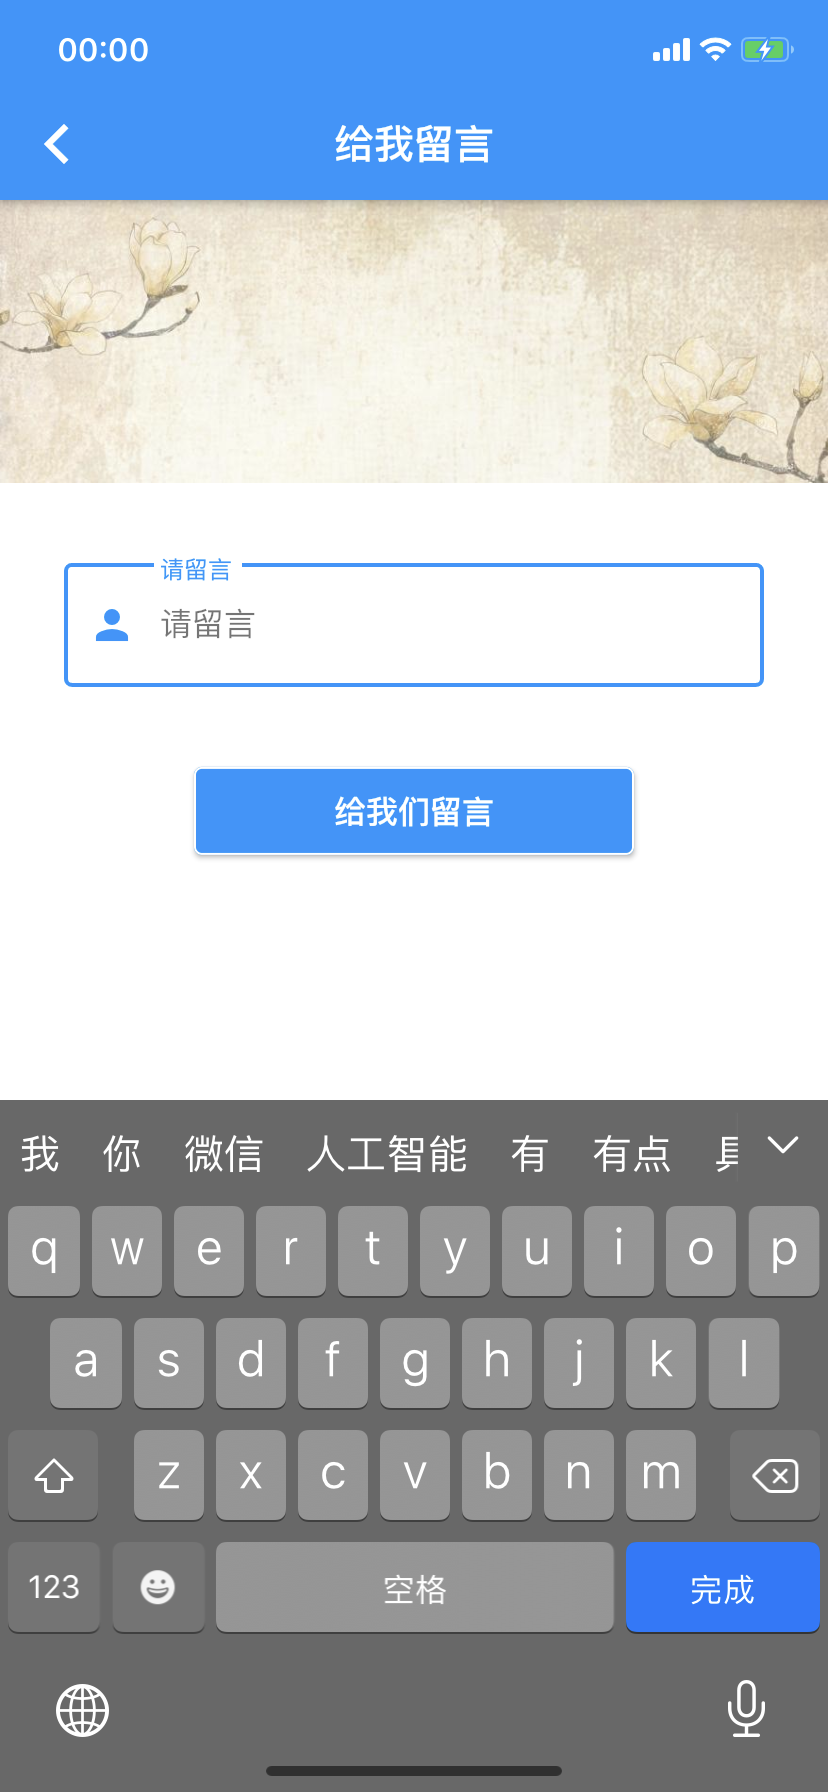 00:00
给我留言
请留言
请留言
给我们留言
我 你 微信 人工智能 有 有点
q w e r t y u i o p
a s d f g h j k l
z x c v b n m
123 空格 完成